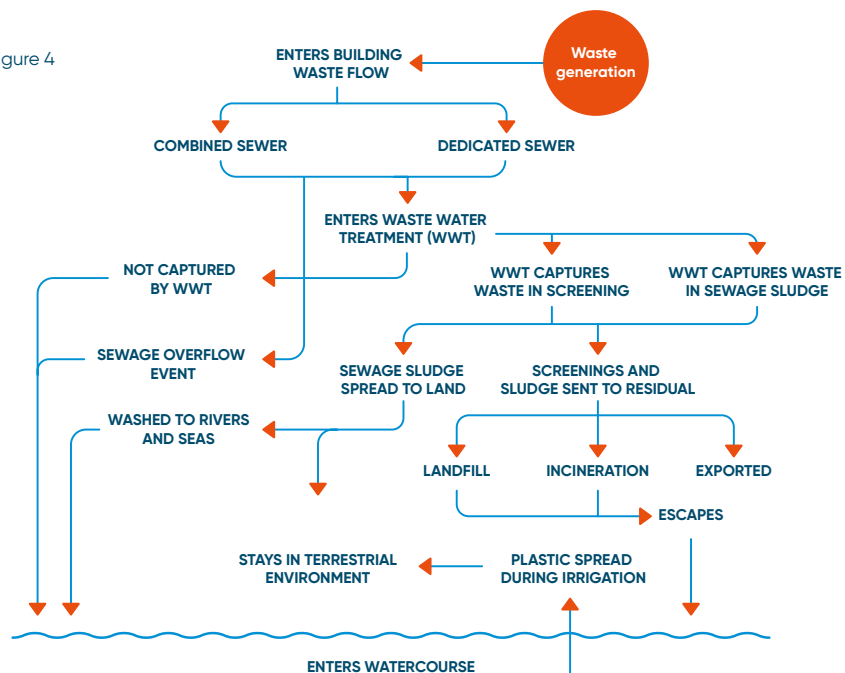 gure 4
Waste
generation
ENTERS BUILDING
WASTE FLOW
COMBINED SEWER
DEDICATED SEWER
ENTERS WASTE WATER
TREATMENT (WWT)
NOT CAPTURED
BY WWT
WWT CAPTURES
WASTE IN SCREENING
WWT CAPTURES WASTE
IN SEWAGE SLUDGE
SEWAGE OVERFLOW
EVENT
SEWAGE SLUDGE
SPREAD TO LAND
SCREENINGS AND
SLUDGE SENT TO RESIDUAL
WASHED TO RIVERS
AND SEAS
LANDFILL
INCINERATION
EXPORTED
ESCAPES
STAYS IN TERRESTRIAL
ENVIRONMENT
PLASTIC SPREAD
DURING IRRIGATION
ENTERS WATERCOURSE